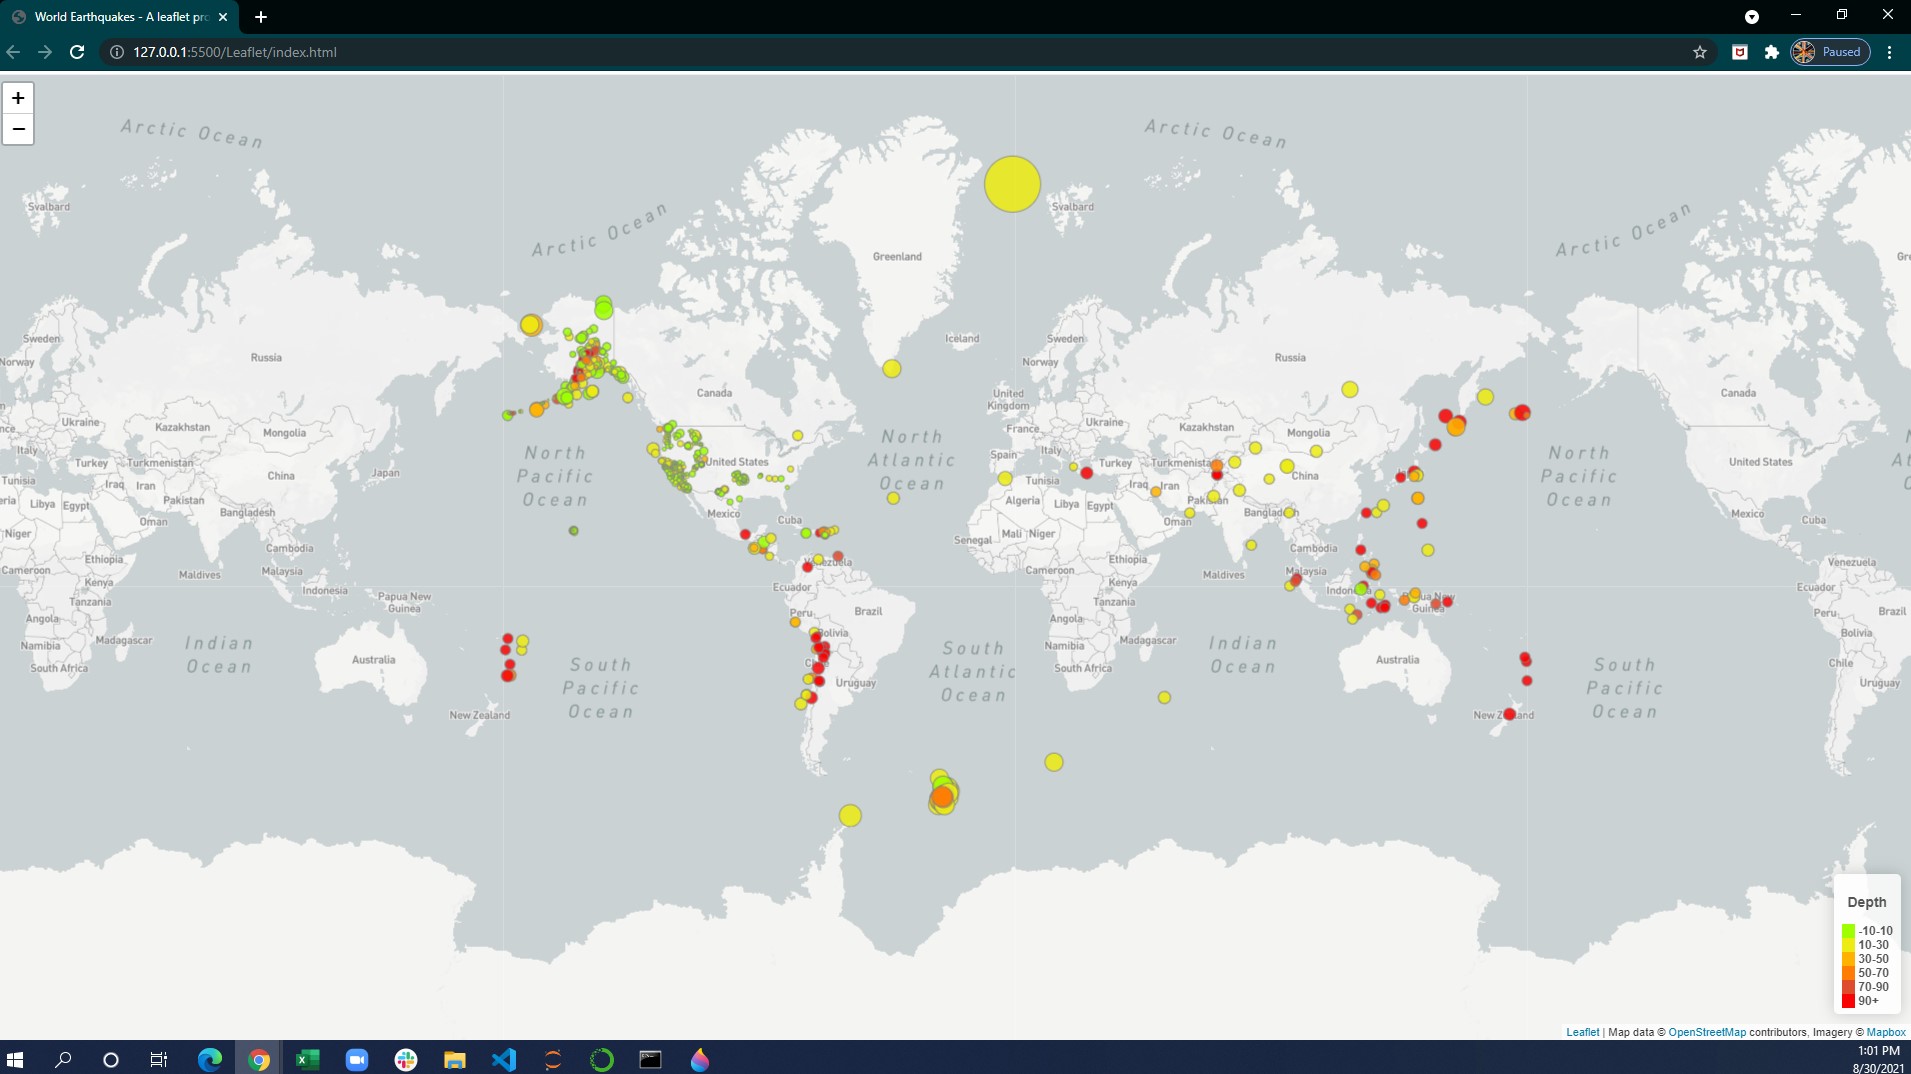 World Earthquakes - A leaflet pro
127.0.0.1:5500/Leaflet/index.html
Paused
+
−
Arctic Ocean
Arctic Ocean
Svalbard
Svalbard
Arctic Ocean
Arctic Ocean
Greenland
Gre
Iceland
Sweden
Norway
Russia
Sweden
Norway
Russia
Canada
United
Kingdom
Canada
Ukraine
Kazakhstan
Mongolia
France
Ukraine
Kazakhstan
Mongolia
North
Pacific
Ocean
North
Atlantic
Ocean
North
Pacific
Ocean
Italy
Turkey
Turkmenistan
China
Japan
United States
Spain
Italy
Turkey
Turkmenista
China
United States
Tunisia
Iraq
Iran
Tunisia
Iraq
Iran
Libya
Egypt
Pakistan
Algeria
Libya
Egypt
Pakistan
Bangladesh
Mexico
Bangladesh
Mexico
Oman
Cuba
Oman
Cuba
Niger
Senegal
Mali
Niger
Cambodia
Cambodia
Ethiopia
Ethiopia
Venezuela
Cameroon
Maldives
Malaysia
Cameroon
Maldives
Malaysia
Kenya
Ecuador
Kenya
Ecuador
Indonesia
Papua New
Guinea
Tanzania
Peru
Brazil
Tanzania
Guinea
Peru
Brazil
Angola
Bolivia
Angola
Bolivia
Namibia
Madagascar
Namibia
Madagascar
Indian
Ocean
South
Atlantic
Ocean
Indian
Ocean
South Africa
Australia
South Africa
Australia
Chile
South
Pacific
Ocean
South
Pacific
Ocean
Uruguay
Uruguay
New Zealand
Depth
-10-10
10-30
30-50
50-70
70-90
90+
Leaflet | Map data © OpenStreetMap contributors, Imagery © Mapbox
1:01 PM
8/30/2021